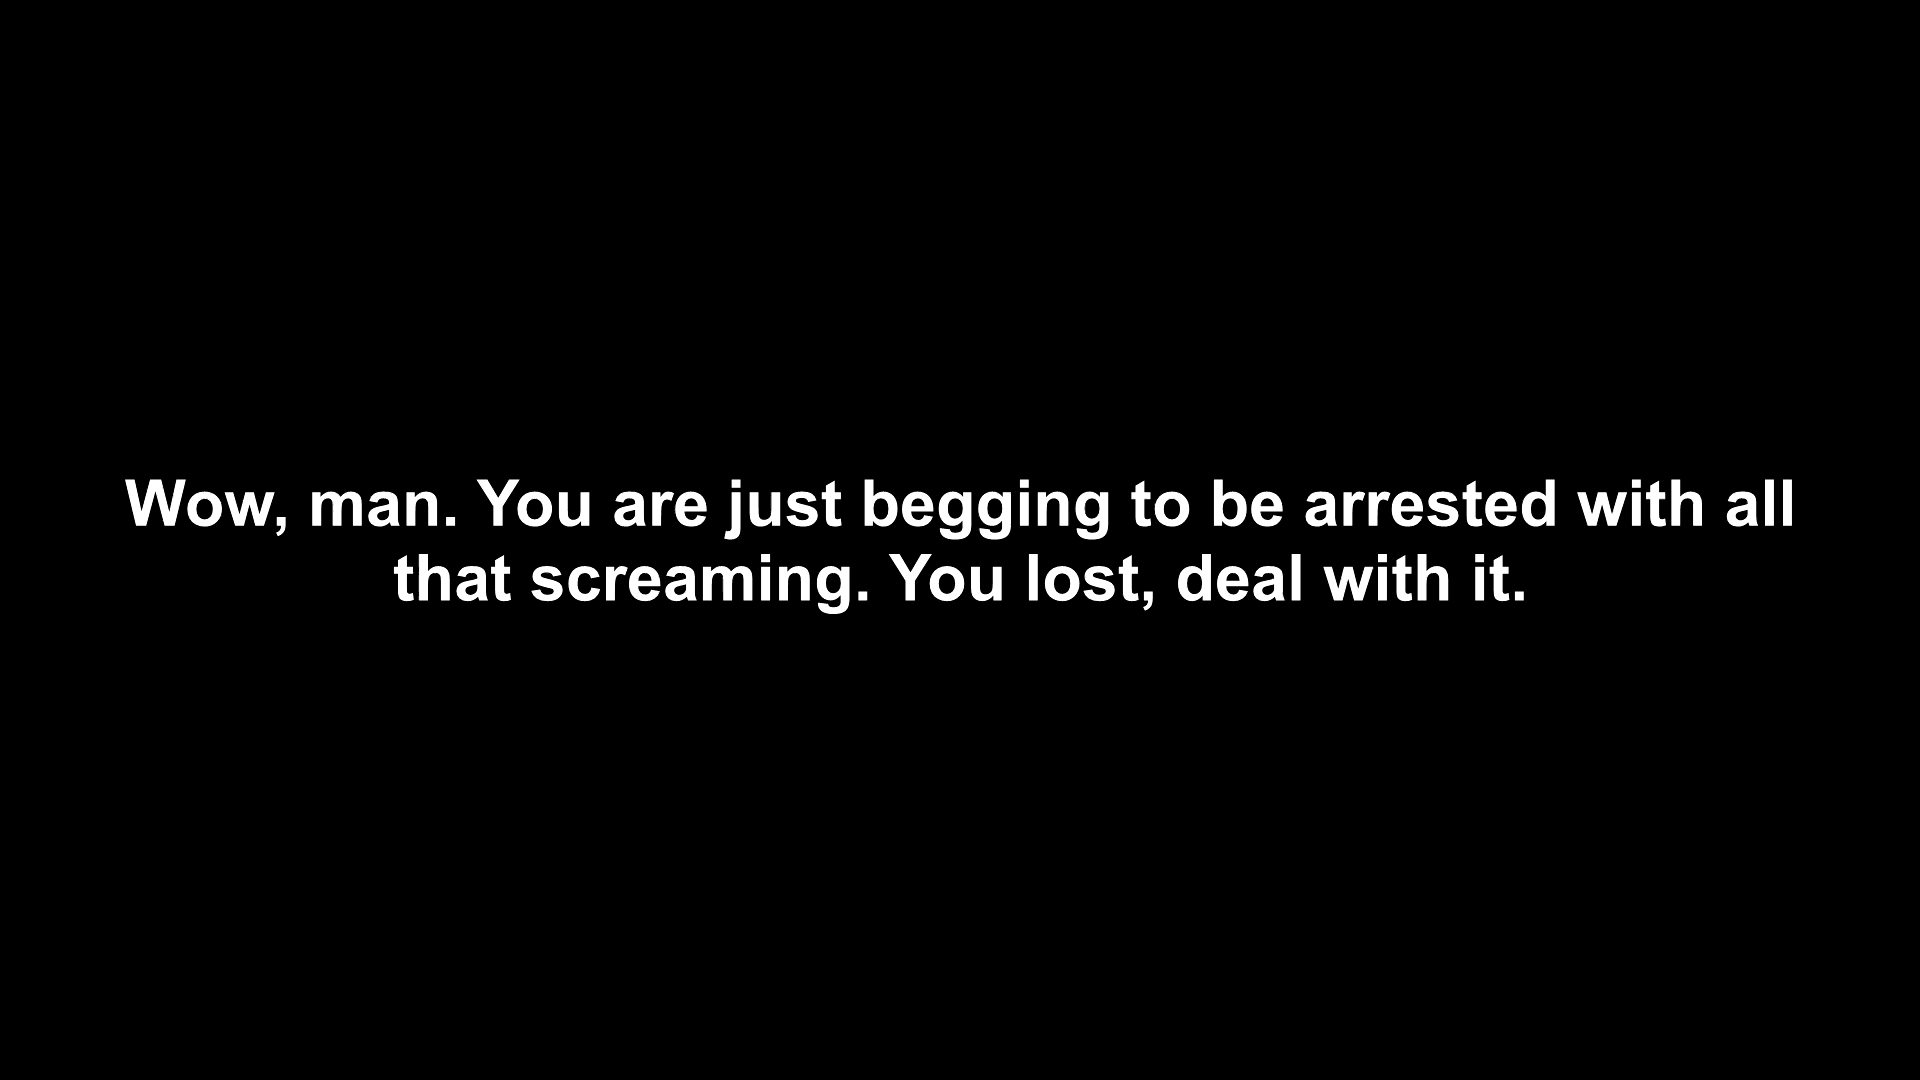 Wow, man. You are just begging to be arrested with all
that screaming. You lost, deal with it.